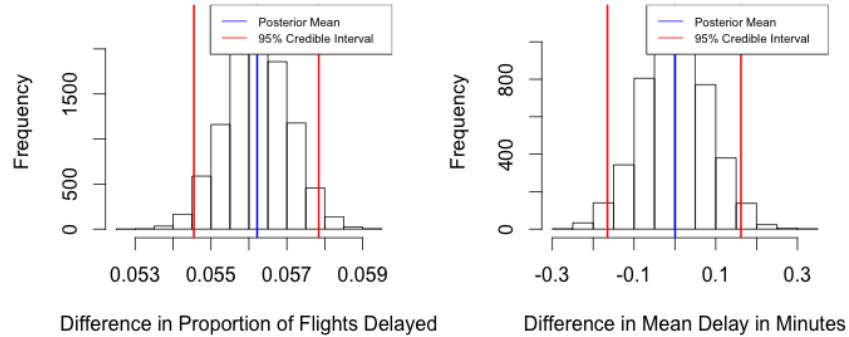 Posterior Mean
95% Credible Interval
Frequency
1500
500
0
0.053 0.055 0.057 0.059
Difference in Proportion of Flights Delayed
Posterior Mean
95% Credible Interval
Frequency
800
400
0
-0.3 -0.1 0.1 0.3
Difference in Mean Delay in Minutes